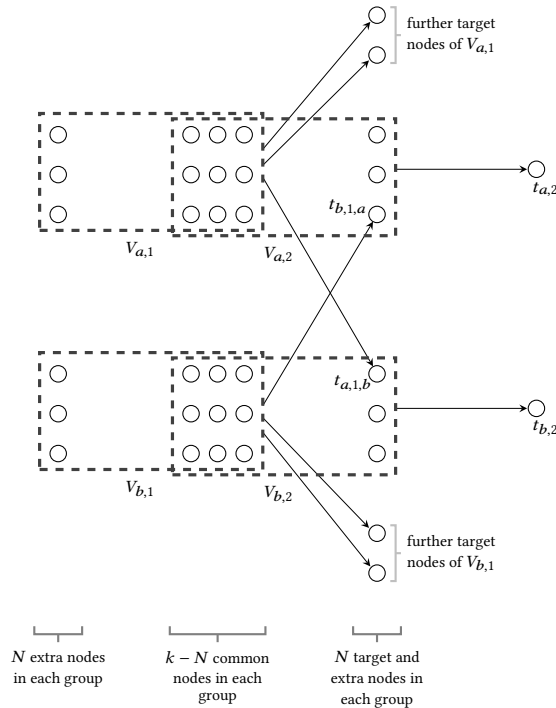 further target
nodes of V_{a,1}
t_{a,2}
t_{b,1,a}
V_{a,1}
V_{a,2}
t_{a,1,b}
t_{b,2}
V_{b,1}
V_{b,2}
further target
nodes of V_{b,1}
N extra nodes
in each group
k − N common
nodes in each
group
N target and
extra nodes in
each group